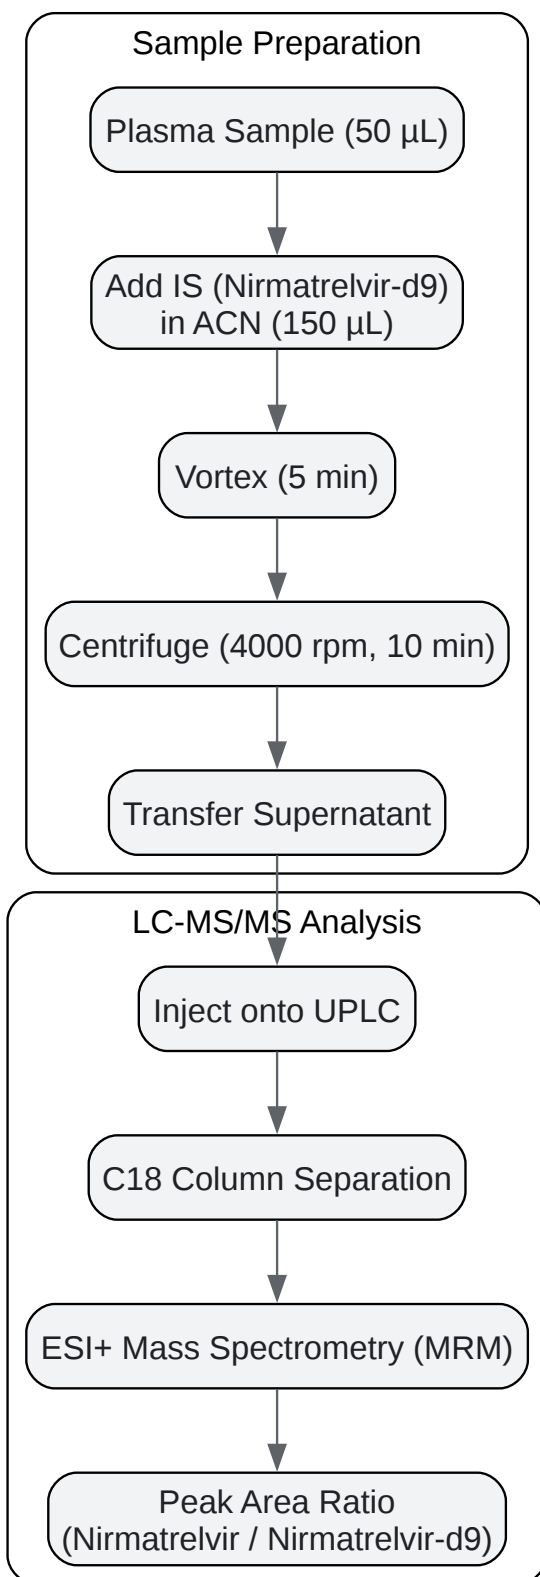 Sample Preparation
Plasma Sample (50 µL)
Add IS (Nirmatrelvir-d9)
in ACN (150 µL)
Vortex (5 min)
Centrifuge (4000 rpm, 10 min)
Transfer Supernatant
LC-MS/MS Analysis
Inject onto UPLC
C18 Column Separation
ESI+ Mass Spectrometry (MRM)
Peak Area Ratio
(Nirmatrelvir / Nirmatrelvir-d9)